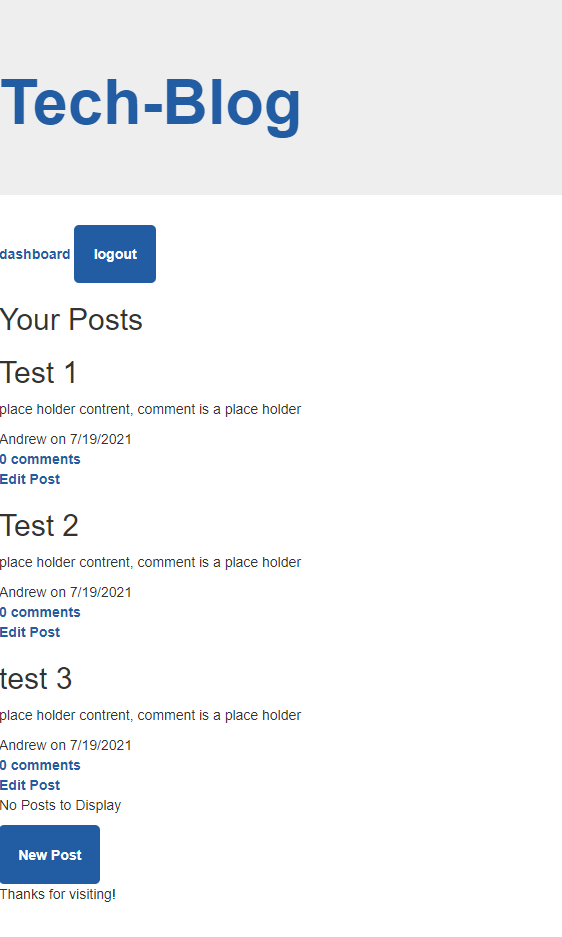 Tech-Blog
dashboard logout
Your Posts
Test 1
place holder contrent, comment is a place holder
Andrew on 7/19/2021
0 comments
Edit Post
Test 2
place holder contrent, comment is a place holder
Andrew on 7/19/2021
0 comments
Edit Post
test 3
place holder contrent, comment is a place holder
Andrew on 7/19/2021
0 comments
Edit Post
No Posts to Display
New Post
Thanks for visiting!